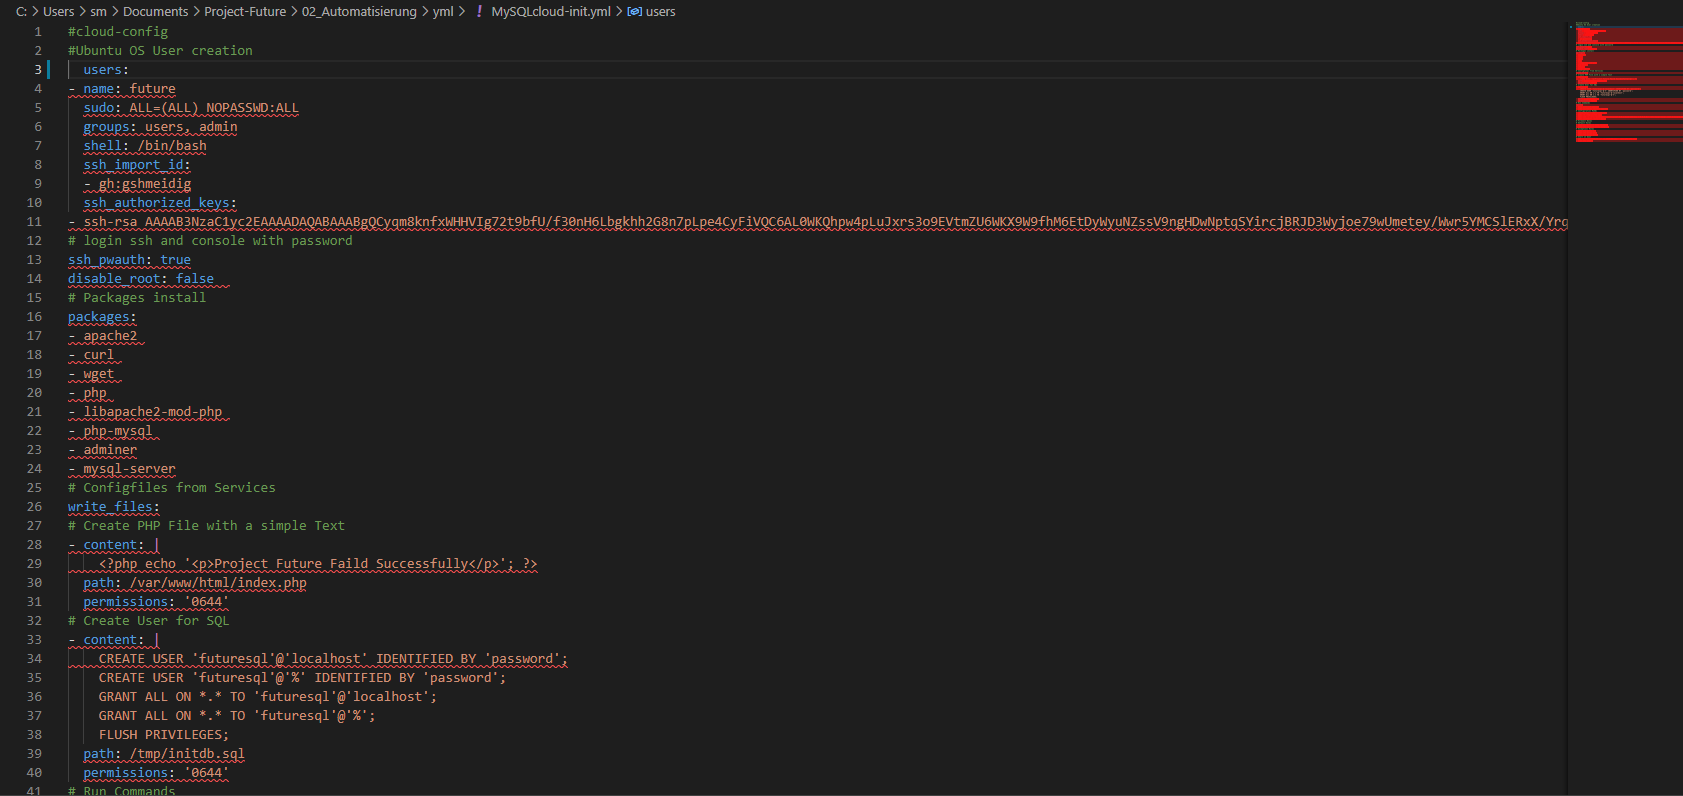 C: > Users > sm > Documents > Project-Future > 02_Automatisierung > yml > ! MySQLcloud-init.yml > users
1 #cloud-config
2 #Ubuntu OS User creation
3   users:
4 - name: future
5   sudo: ALL=(ALL) NOPASSWD:ALL
6   groups: users, admin
7   shell: /bin/bash
8   ssh_import_id:
9   - gh:gshmeidig
10   ssh_authorized_keys:
11 - ssh-rsa AAAAB3NzaC1yc2EAAAADAQABAAABgQCyqm8knfxWHHVIg72t9bfU/f30nH6Lbgkhh2G8n7pLpe4CyFiVQC6AL0WKQhpw4pLuJxrs3o9EVtmZU6WKX9W9fhM6EtDyWyuNZssV9ngHDwNptqSYircjBRJD3Wyjoe79wUmetey/Wwr5YMCSlERxX/Yrq
12 # login ssh and console with password
13 ssh_pwauth: true
14 disable_root: false
15 # Packages install
16 packages:
17 - apache2
18 - curl
19 - wget
20 - php
21 - libapache2-mod-php
22 - php-mysql
23 - adminer
24 - mysql-server
25 # Configfiles from Services
26 write_files:
27 # Create PHP File with a simple Text
28 - content: |
29     <?php echo '<p>Project Future Faild Successfully</p>'; ?>
30   path: /var/www/html/index.php
31   permissions: '0644'
32 # Create User for SQL
33 - content: |
34     CREATE USER 'futuresql'@'localhost' IDENTIFIED BY 'password';
35     CREATE USER 'futuresql'@'%' IDENTIFIED BY 'password';
36     GRANT ALL ON *.* TO 'futuresql'@'localhost';
37     GRANT ALL ON *.* TO 'futuresql'@'%';
38     FLUSH PRIVILEGES;
39   path: /tmp/initdb.sql
40   permissions: '0644'
41 # Run Commands